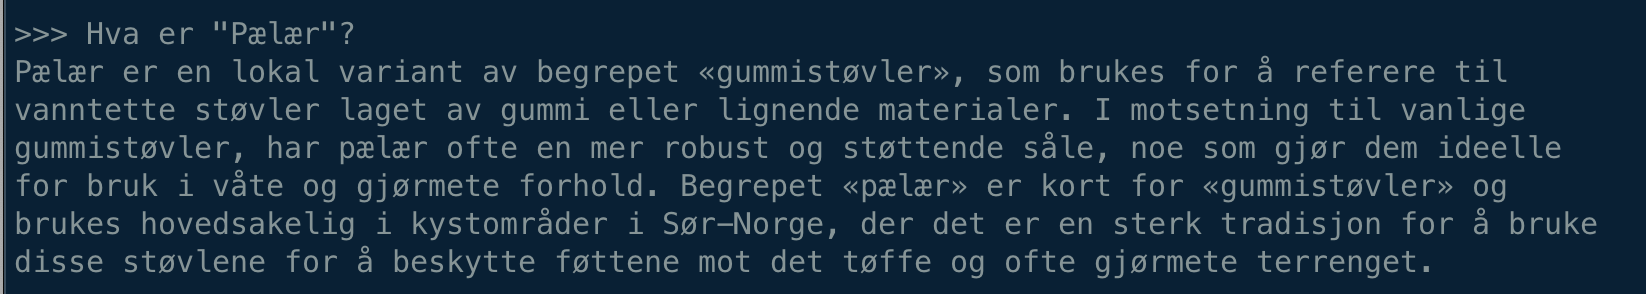 >>> Hva er "Pælær"?
Pælær er en lokal variant av begrepet «gummistøvler», som brukes for å referere til
vanntette støvler laget av gummi eller lignende materialer. I motsetning til vanlige
gummistøvler, har pælær ofte en mer robust og støttende såle, noe som gjør dem ideelle
for bruk i våte og gjørmete forhold. Begrepet «pælær» er kort for «gummistøvler» og
brukes hovedsakelig i kystområder i Sør–Norge, der det er en sterk tradisjon for å bruke
disse støvlene for å beskytte føttene mot det tøffe og ofte gjørmete terrenget.